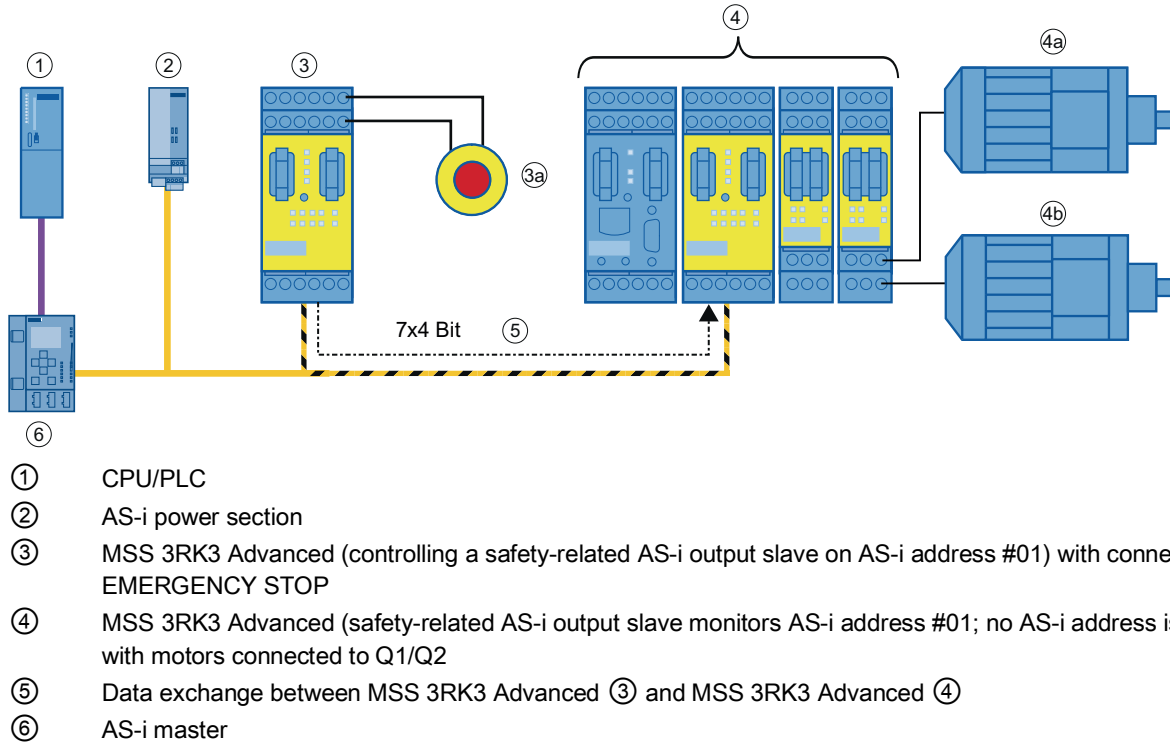 4
1
2
3
4a
3a
4b
7x4 Bit 5
6
1 CPU/PLC
2 AS-i power section
3 MSS 3RK3 Advanced (controlling a safety-related AS-i output slave on AS-i address #01) with
EMERGENCY STOP
4 MSS 3RK3 Advanced (safety-related AS-i output slave monitors AS-i address #01; no AS-i address
with motors connected to Q1/Q2
5 Data exchange between MSS 3RK3 Advanced 3 and MSS 3RK3 Advanced 4
6 AS-i master